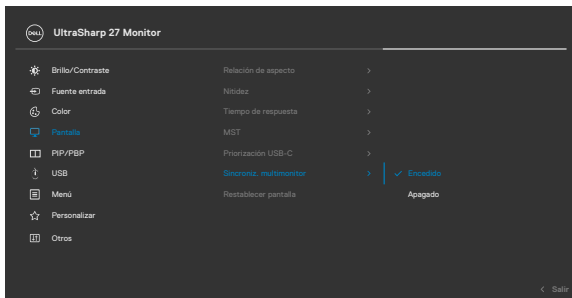 DELL
UltraSharp 27 Monitor
Brillo/Contraste
Relación de aspecto
Fuente entrada
Nitidez
Color
Tiempo de respuesta
Pantalla
MST
PIP/PBP
Priorización USB-C
USB
Sincroniz. multimonitor
Encedido
Menú
Restablecer pantalla
Apagado
Personalizar
Otros
Salir